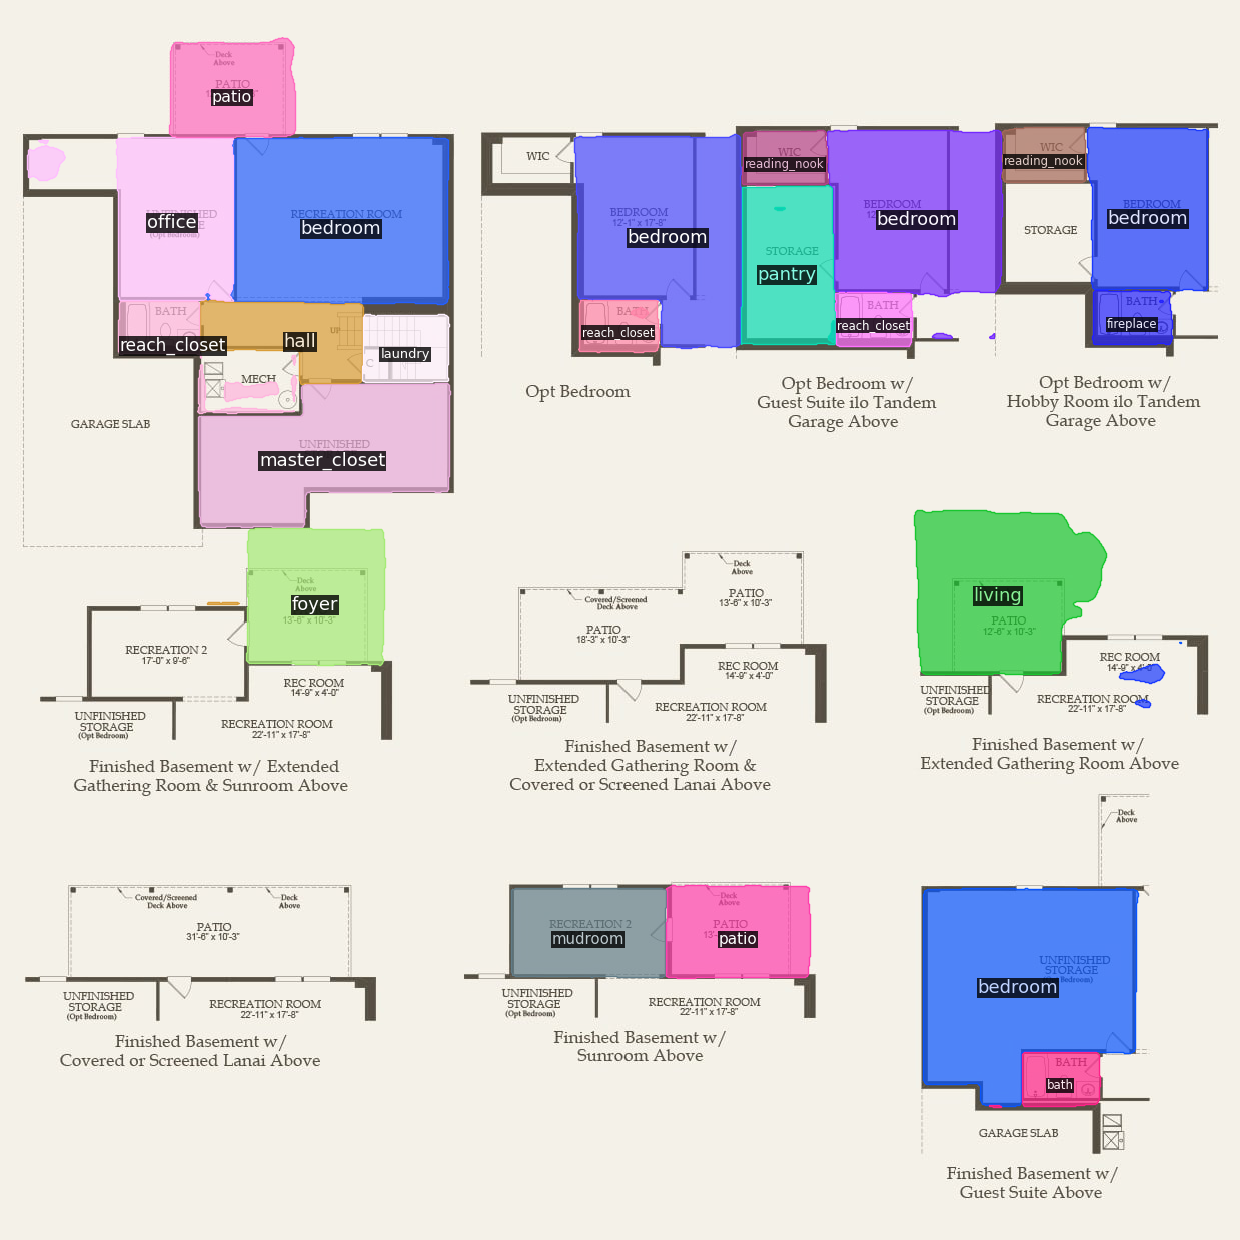 Deck
Above
PATIO
patio
UNFINISHED
office
(Opt Bedroom)
RECREATION ROOM
bedroom
BATH
reach_closet
hall
UP
laundry
MECH
GARAGE SLAB
UNFINISHED
master_closet
WIC
BEDROOM
12'-1" x 17'-8"
bedroom
BATH
reach_closet
Opt Bedroom
WIC
reading_nook
BEDROOM
bedroom
STORAGE
pantry
BATH
reach_closet
Opt Bedroom w/
Guest Suite ilo Tandem
Garage Above
WIC
reading_nook
BEDROOM
bedroom
STORAGE
BATH
fireplace
Opt Bedroom w/
Hobby Room ilo Tandem
Garage Above
Deck
Above
foyer
13'-6" x 10'-3"
RECREATION 2
17'-0" x 9'-6"
REC ROOM
14'-9" x 4'-0"
UNFINISHED
STORAGE
(Opt Bedroom)
RECREATION ROOM
22'-11" x 17'-8"
Finished Basement w/ Extended
Gathering Room & Sunroom Above
Deck
Above
Covered/Screened
Deck Above
PATIO
13'-6" x 10'-3"
PATIO
18'-3" x 10'-3"
REC ROOM
14'-9" x 4'-0"
UNFINISHED
STORAGE
(Opt Bedroom)
RECREATION ROOM
22'-11" x 17'-8"
Finished Basement w/
Extended Gathering Room &
Covered or Screened Lanai Above
living
PATIO
12'-6" x 10'-3"
REC ROOM
14'-9" x 4'-0"
UNFINISHED
STORAGE
(Opt Bedroom)
RECREATION ROOM
22'-11" x 17'-8"
Finished Basement w/
Extended Gathering Room Above
Covered/Screened
Deck Above
Deck
Above
PATIO
31'-6" x 10'-3"
UNFINISHED
STORAGE
(Opt Bedroom)
RECREATION ROOM
22'-11" x 17'-8"
Finished Basement w/
Covered or Screened Lanai Above
Deck
Above
RECREATION 2
mudroom
PATIO
patio
UNFINISHED
STORAGE
(Opt Bedroom)
RECREATION ROOM
22'-11" x 17'-8"
Finished Basement w/
Sunroom Above
Deck
Above
UNFINISHED
STORAGE
bedroom
BATH
bath
GARAGE SLAB
Finished Basement w/
Guest Suite Above